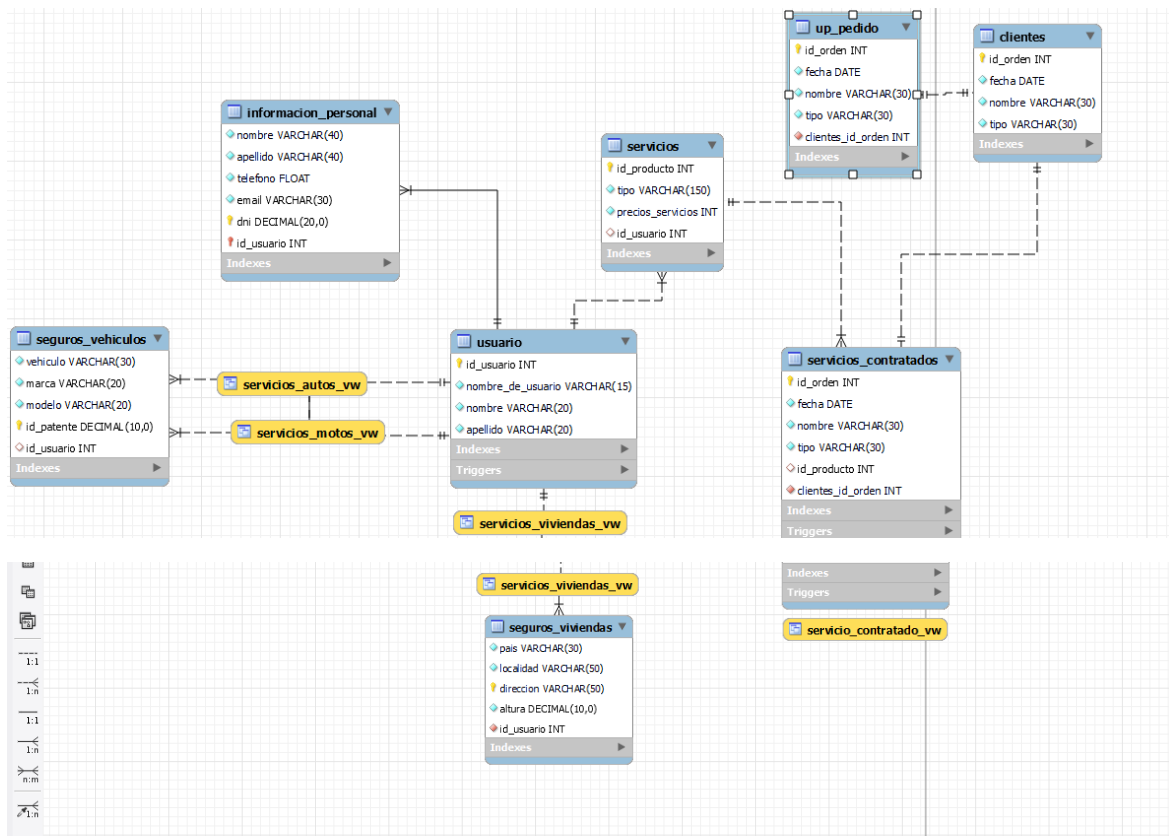 up_pedido
id_orden INT
fecha DATE
nombre VARCHAR(30)
tipo VARCHAR(30)
clientes_id_orden INT
Indexes
clientes
id_orden INT
fecha DATE
nombre VARCHAR(30)
tipo VARCHAR(30)
Indexes
informacion_personal
nombre VARCHAR(40)
apellido VARCHAR(40)
telefono FLOAT
email VARCHAR(30)
dni DECIMAL(20,0)
id_usuario INT
Indexes
servicios
id_producto INT
tipo VARCHAR(150)
precios_servicios INT
id_usuario INT
Indexes
seguros_vehiculos
vehiculo VARCHAR(30)
marca VARCHAR(20)
modelo VARCHAR(20)
id_patente DECIMAL(10,0)
id_usuario INT
Indexes
servicios_autos_vw
servicios_motos_vw
usuario
id_usuario INT
nombre_de_usuario VARCHAR(15)
nombre VARCHAR(20)
apellido VARCHAR(20)
Indexes
Triggers
servicios_viviendas_vw
servicios_contratados
id_orden INT
fecha DATE
nombre VARCHAR(30)
tipo VARCHAR(30)
id_producto INT
clientes_id_orden INT
Indexes
Triggers
servicios_viviendas_vw
seguros_viviendas
pais VARCHAR(30)
localidad VARCHAR(50)
direccion VARCHAR(50)
altura DECIMAL(10,0)
id_usuario INT
Indexes
Indexes
Triggers
servicio_contratado_vw
1:1
1:n
1:1
1:n
n:m
1:n